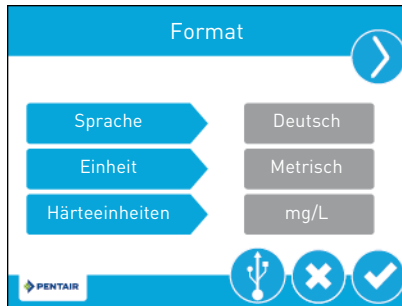 Format
Sprache Deutsch
Einheit Metrisch
Härteeinheiten mg/L
PENTAIR